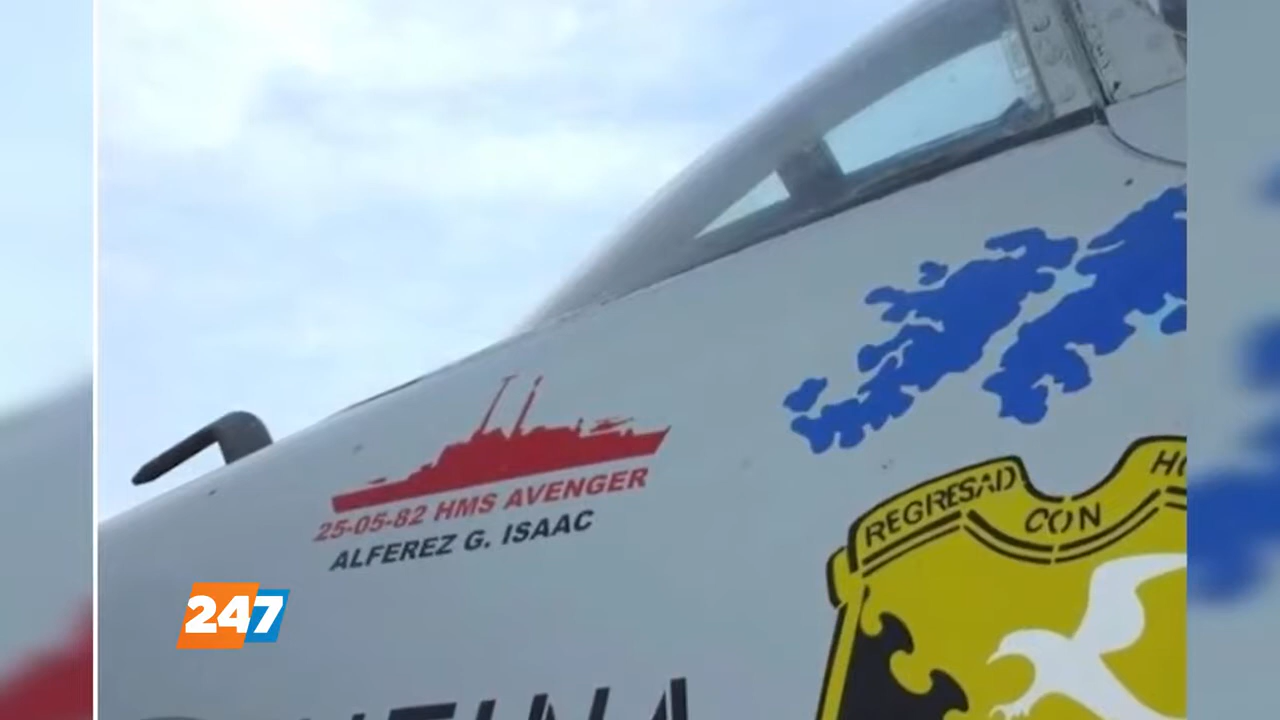 25-05-82 HMS AVENGER
ALFEREZ G. ISAAC
REGRESAD
CON
247